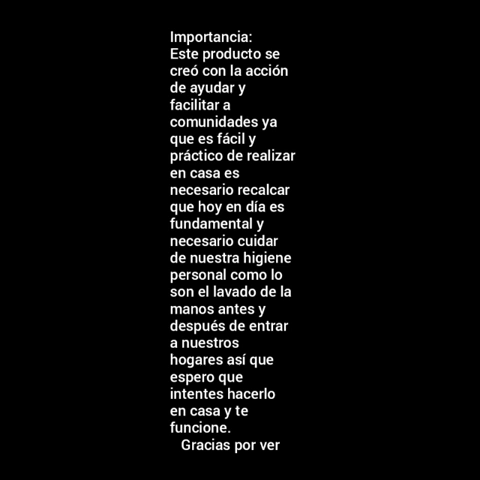 Importancia:
Este producto se
creó con la acción
de ayudar y
facilitar a
comunidades ya
que es fácil y
práctico de realizar
en casa es
necesario recalcar
que hoy en día es
fundamental y
necesario cuidar
de nuestra higiene
personal como lo
son el lavado de la
manos antes y
después de entrar
a nuestros
hogares así que
espero que
intentes hacerlo
en casa y te
funcione.
Gracias por ver